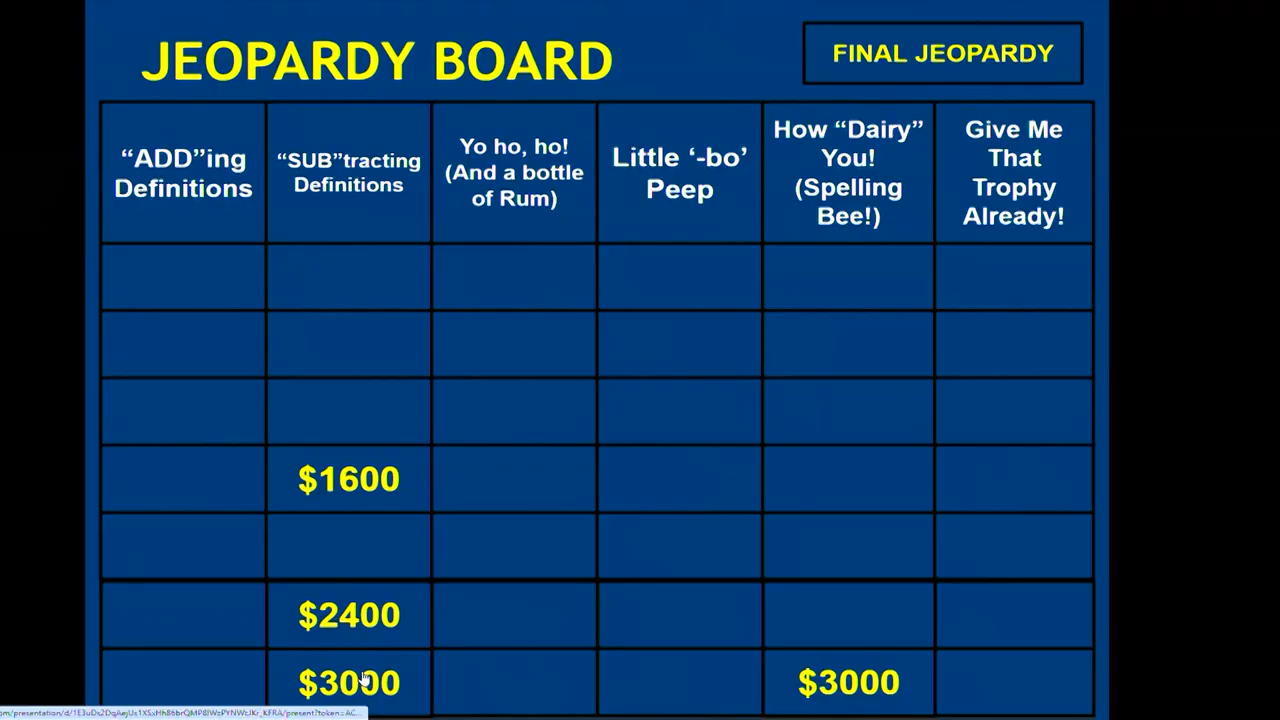 JEOPARDY BOARD
FINAL JEOPARDY
“ADD”ing
Definitions
“SUB”tracting
Definitions
Yo ho, ho!
(And a bottle
of Rum)
Little ‘-bo’
Peep
How “Dairy”
You!
(Spelling
Bee!)
Give Me
That
Trophy
Already!
$1600
$2400
$3000
$3000